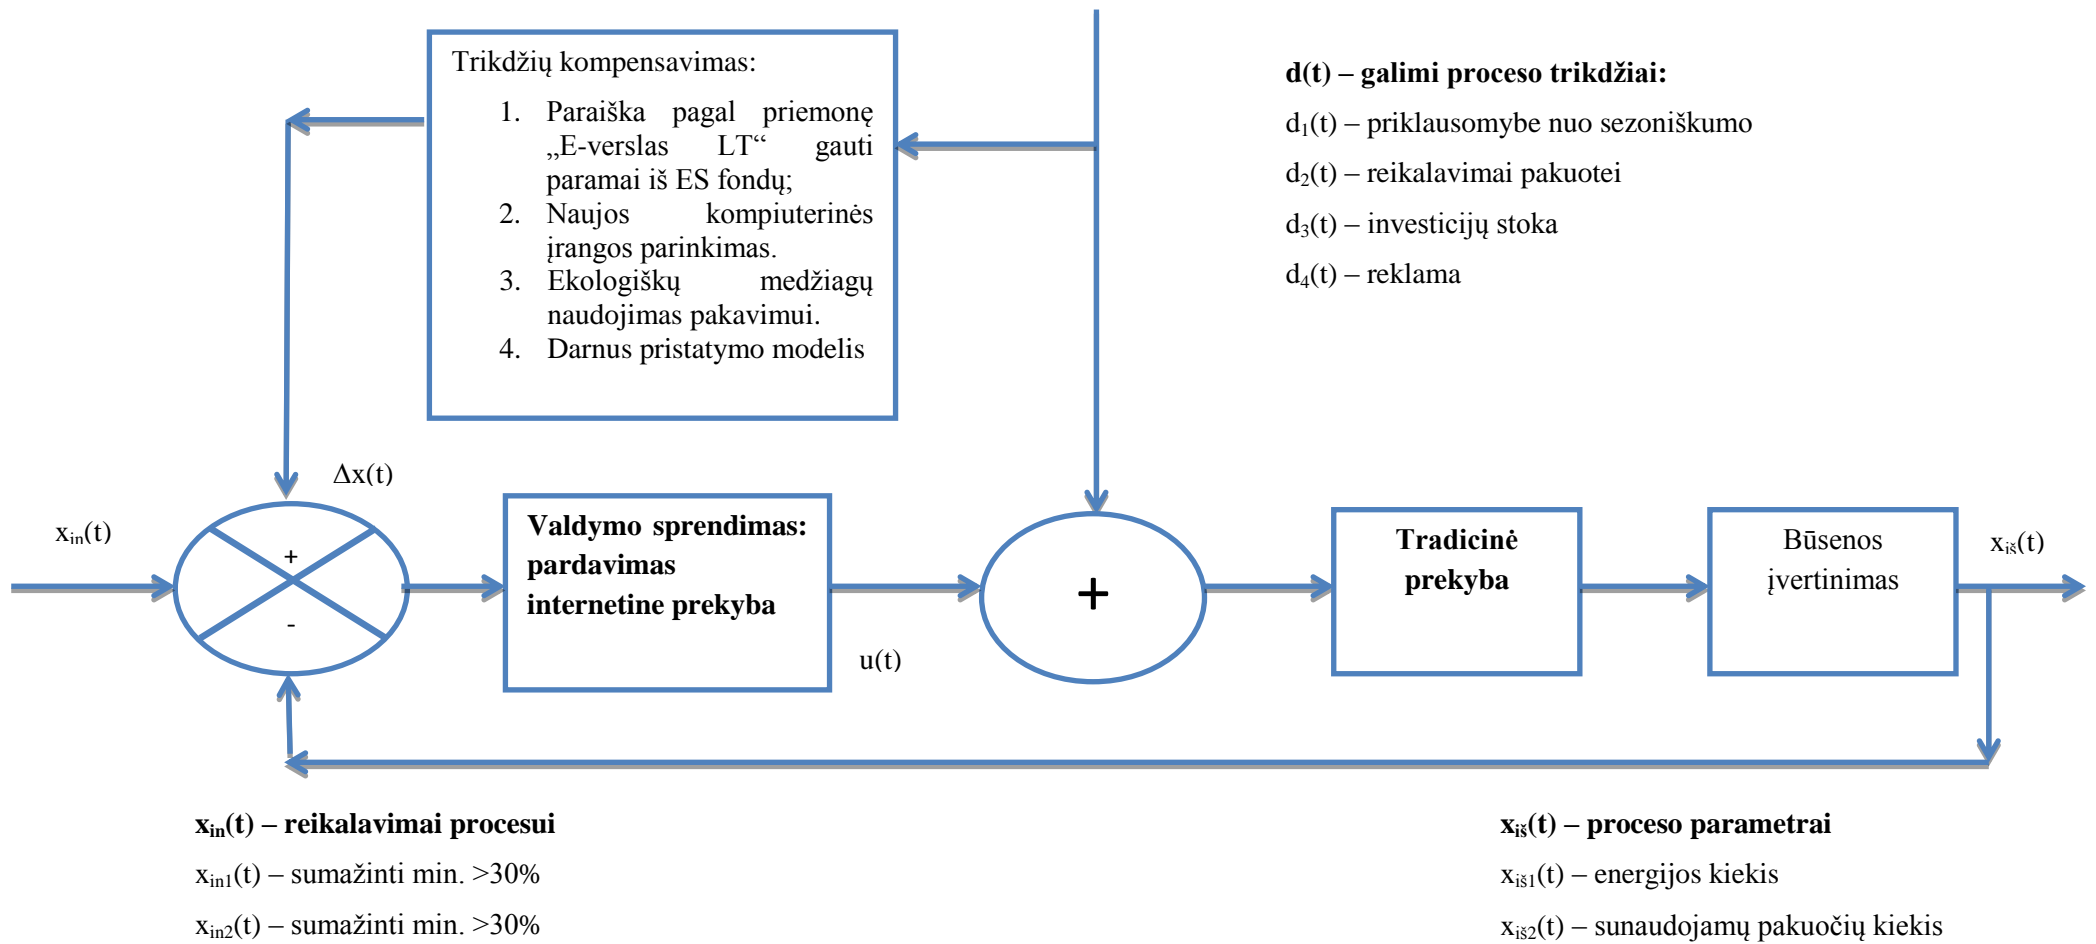 Trikdžių kompensavimas:
1. Paraiška pagal priemonę
„E-verslas LT“ gauti
paramai iš ES fondų;
2. Naujos kompiuterinės
įrangos parinkimas.
3. Ekologiškų medžiagų
naudojimas pakavimui.
4. Darnus pristatymo modelis
d(t) – galimi proceso trikdžiai:
d1(t) – priklausomybe nuo sezoniškumo
d2(t) – reikalavimai pakuotei
d3(t) – investicijų stoka
d4(t) – reklama
Δx(t)
xin(t)
+
-
Valdymo sprendimas:
pardavimas
internetine prekyba
u(t)
+
Tradicinė
prekyba
Būsenos
įvertinimas
xiš(t)
xin(t) – reikalavimai procesui
xin1(t) – sumažinti min. >30%
xin2(t) – sumažinti min. >30%
xiš(t) – proceso parametrai
xiš1(t) – energijos kiekis
xiš2(t) – sunaudojamų pakuočių kiekis